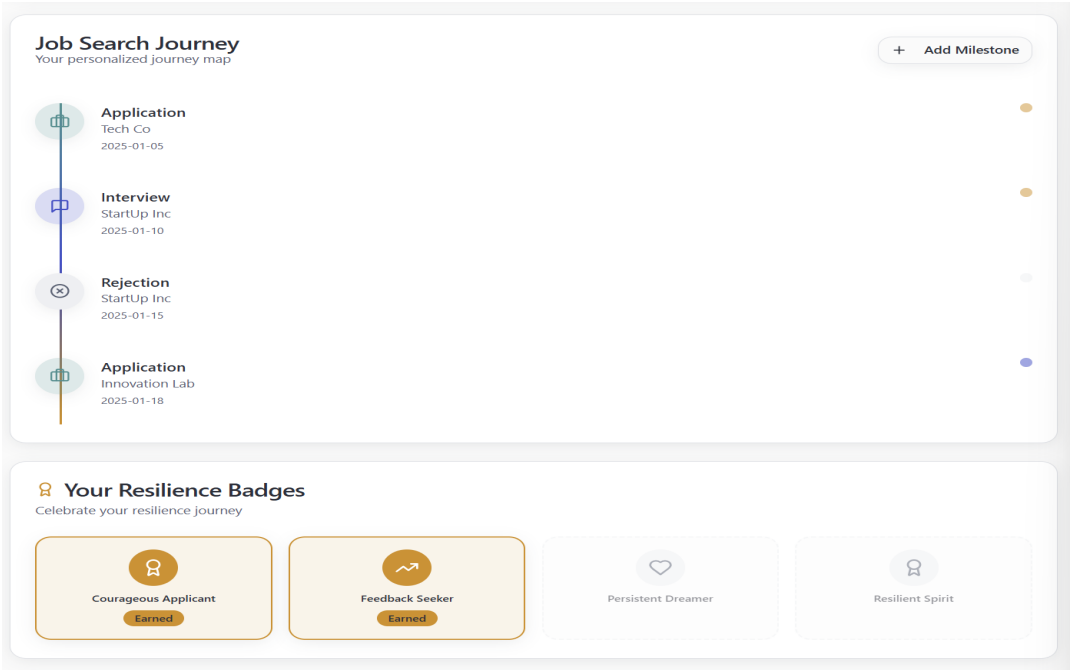 Job Search Journey
Your personalized journey map
Add Milestone
Application
Tech Co
2025-01-05
Interview
StartUp Inc
2025-01-10
Rejection
StartUp Inc
2025-01-15
Application
Innovation Lab
2025-01-18
Your Resilience Badges
Celebrate your resilience journey
Courageous Applicant
Earned
Feedback Seeker
Earned
Persistent Dreamer
Resilient Spirit